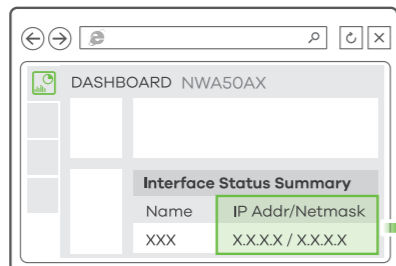 DASHBOARD NWA50AX
Interface Status Summary
Name IP Addr/Netmask
XXX X.X.X.X / X.X.X.X